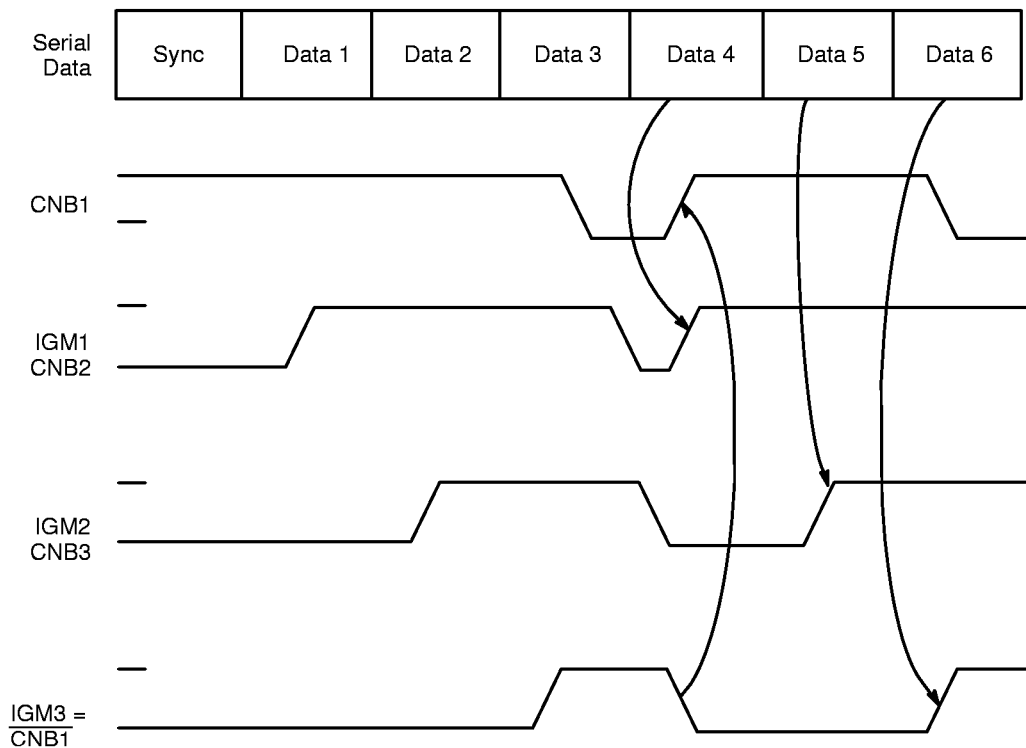 Serial
Data
Sync
Data 1
Data 2
Data 3
Data 4
Data 5
Data 6
CNB1
IGM1
CNB2
IGM2
CNB3
IGM3 =
CNB1